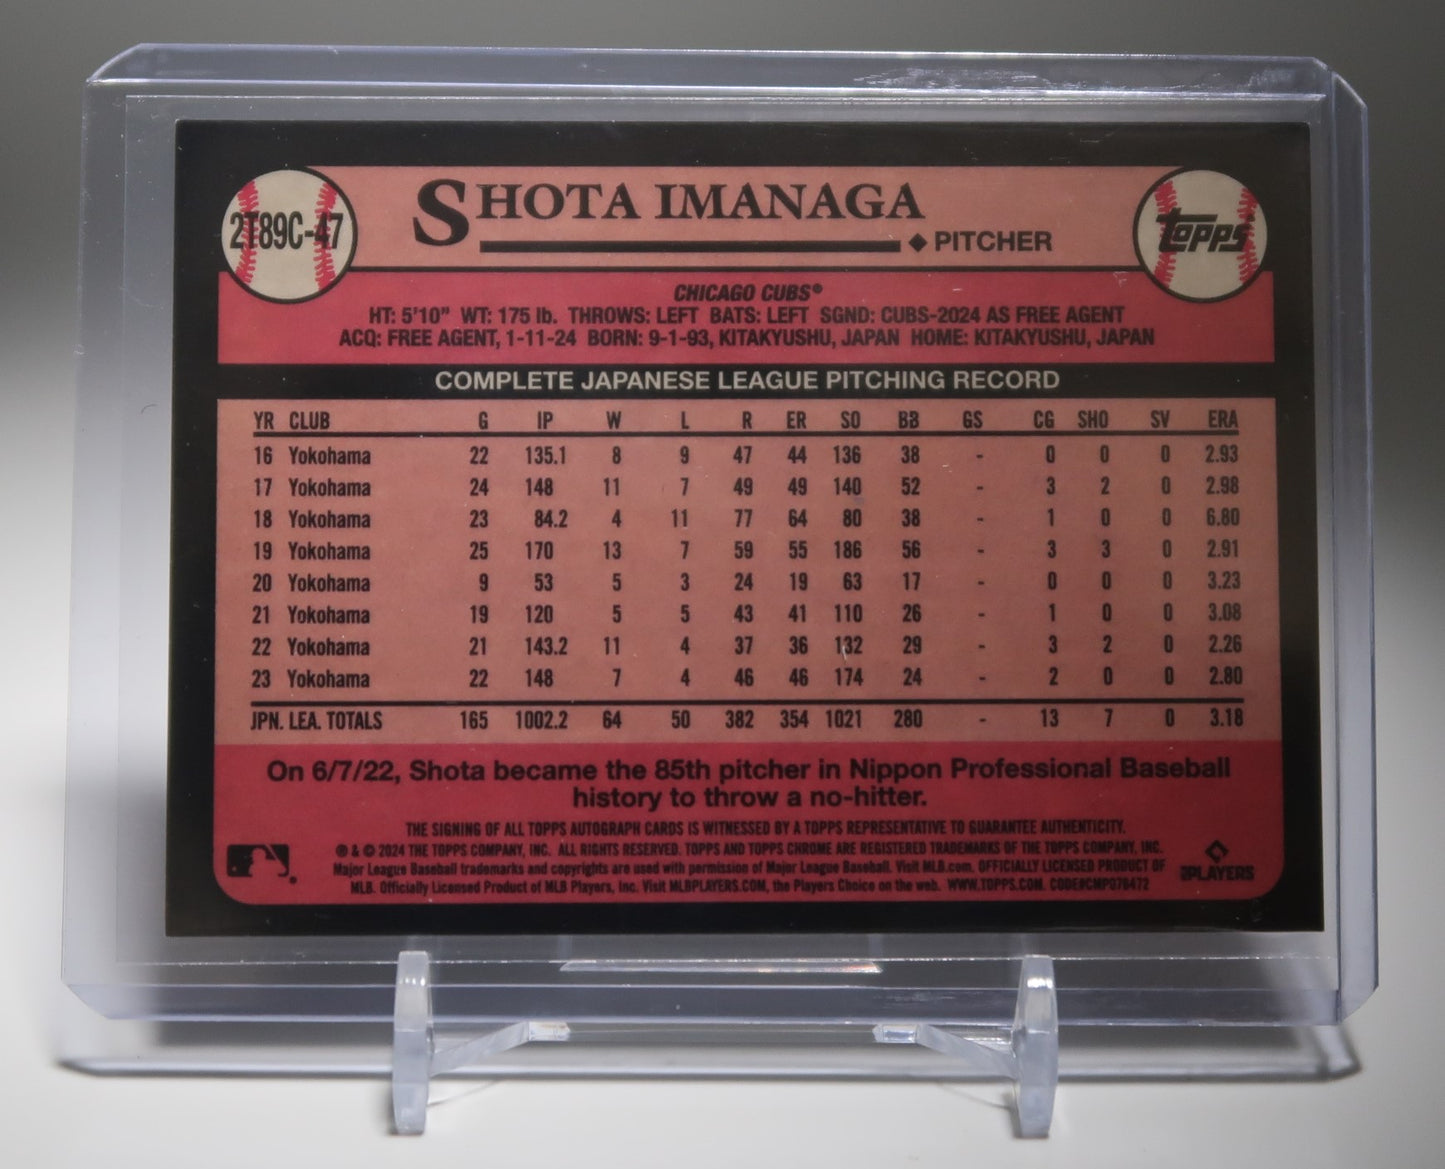 2T89C-47
SHOTA IMANAGA
PITCHER
topps
CHICAGO CUBS®
HT: 5'10" WT: 175 lb. THROWS: LEFT BATS: LEFT SGND: CUBS-2024 AS FREE AGENT
ACQ: FREE AGENT, 1-11-24 BORN: 9-1-93, KITAKYUSHU, JAPAN HOME: KITAKYUSHU, JAPAN
COMPLETE JAPANESE LEAGUE PITCHING RECORD
YR CLUB G IP W L R ER SO BB GS CG SHO SV ERA
16 Yokohama 22 135.1 8 9 47 44 136 38 - 0 0 0 2.93
17 Yokohama 24 148 11 7 49 49 140 52 - 3 2 0 2.98
18 Yokohama 23 84.2 4 11 77 64 80 38 - 1 0 0 6.80
19 Yokohama 25 170 13 7 59 55 186 56 - 3 3 0 2.91
20 Yokohama 9 53 5 3 24 19 63 17 - 0 0 0 3.23
21 Yokohama 19 120 5 5 43 41 110 26 - 1 0 0 3.08
22 Yokohama 21 143.2 11 4 37 36 132 29 - 3 2 0 2.26
23 Yokohama 22 148 7 4 46 46 174 24 - 2 0 0 2.80
JPN. LEA. TOTALS 165 1002.2 64 50 382 354 1021 280 - 13 7 0 3.18
On 6/7/22, Shota became the 85th pitcher in Nippon Professional Baseball
history to throw a no-hitter.
THE SIGNING OF ALL TOPPS AUTOGRAPH CARDS IS WITNESSED BY A TOPPS REPRESENTATIVE TO GUARANTEE AUTHENTICITY.
® & © 2024 THE TOPPS COMPANY, INC. ALL RIGHTS RESERVED. TOPPS AND TOPPS CHROME ARE REGISTERED TRADEMARKS OF THE TOPPS COMPANY, INC.
Major League Baseball trademarks and copyrights are used with permission of Major League Baseball. Visit MLB.com. OFFICIALLY LICENSED PRODUCT OF
MLB. Officially Licensed Product of MLB Players, Inc. Visit MLBPLAYERS.COM, the Players Choice on the web. WWW.TOPPS.COM. CODE#CMP078472
PLAYERS